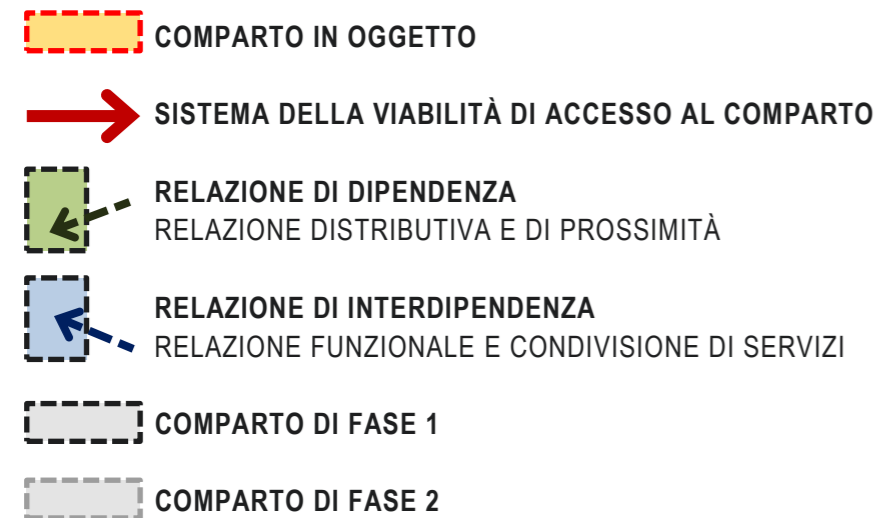 COMPARTO IN OGGETTO
SISTEMA DELLA VIABILITÀ DI ACCESSO AL COMPARTO
RELAZIONE DI DIPENDENZA
RELAZIONE DISTRIBUTIVA E DI PROSSIMITÀ
RELAZIONE DI INTERDIPENDENZA
RELAZIONE FUNZIONALE E CONDIVISIONE DI SERVIZI
COMPARTO DI FASE 1
COMPARTO DI FASE 2